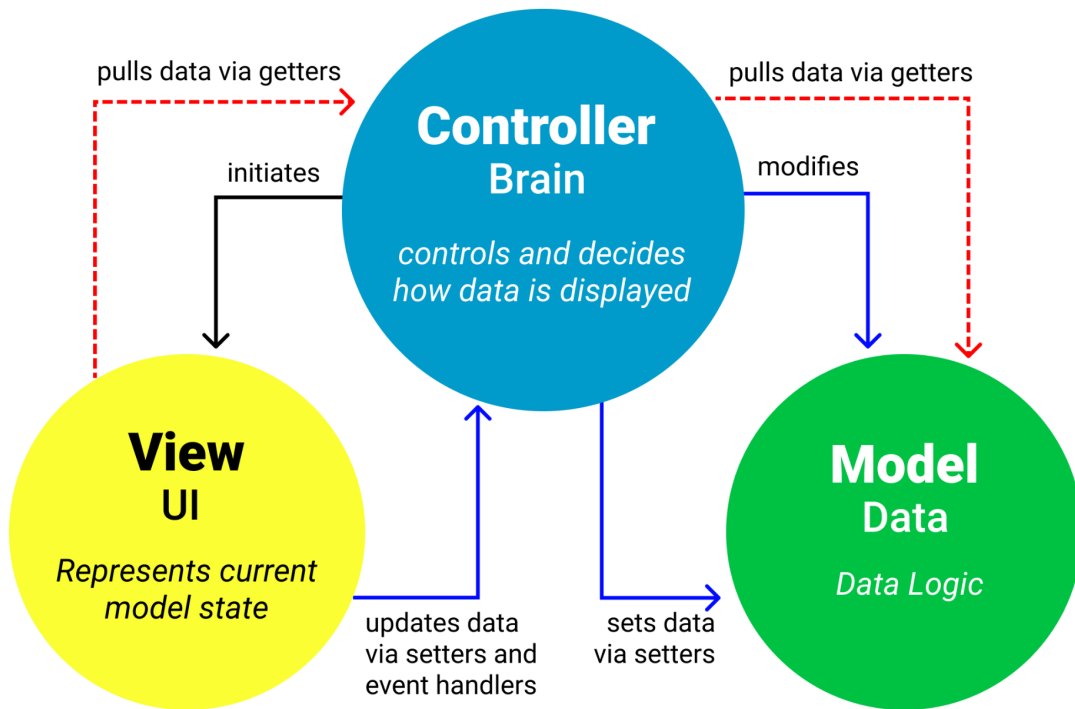 pulls data via getters
pulls data via getters
Controller
Brain
controls and decides
how data is displayed
initiates
modifies
View
UI
Represents current
model state
Model
Data
Data Logic
updates data
via setters and
event handlers
sets data
via setters